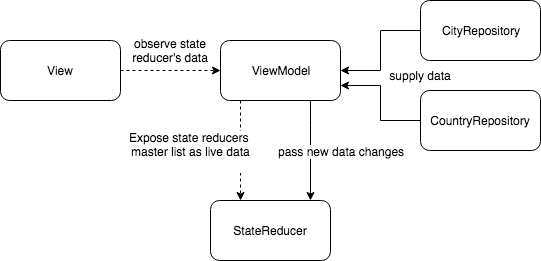 CityRepository
observe state
reducer's data
View
ViewModel
supply data
CountryRepository
Expose state reducers
master list as live data
pass new data changes
StateReducer